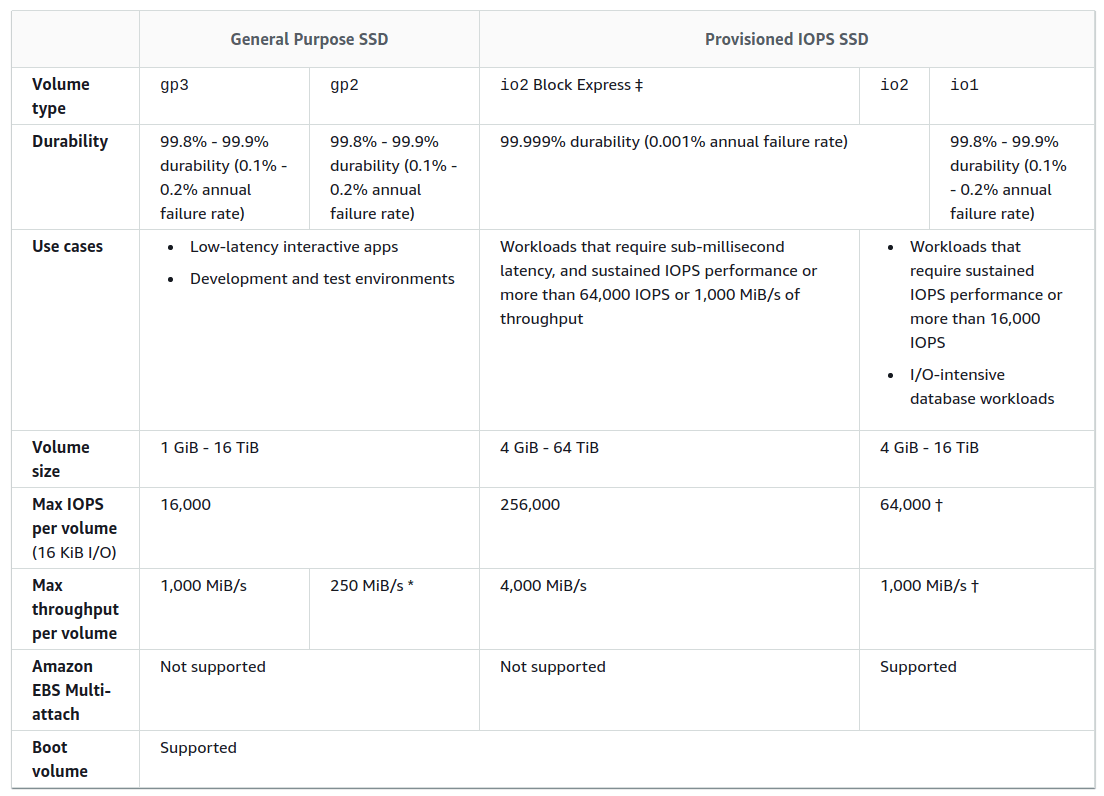 General Purpose SSD
Provisioned IOPS SSD
Volume
type
gp3
gp2
io2 Block Express ‡
io2
io1
Durability
99.8% - 99.9%
durability (0.1% -
0.2% annual
failure rate)
99.8% - 99.9%
durability (0.1% -
0.2% annual
failure rate)
99.999% durability (0.001% annual failure rate)
99.8% - 99.9%
durability (0.1%
- 0.2% annual
failure rate)
Use cases
• Low-latency interactive apps
• Development and test environments
Workloads that require sub-millisecond
latency, and sustained IOPS performance or
more than 64,000 IOPS or 1,000 MiB/s of
throughput
• Workloads that
require sustained
IOPS performance or
more than 16,000
IOPS
• I/O-intensive
database workloads
Volume
size
1 GiB - 16 TiB
4 GiB - 64 TiB
4 GiB - 16 TiB
Max IOPS
per volume
(16 KiB I/O)
16,000
256,000
64,000 †
Max
throughput
per volume
1,000 MiB/s
250 MiB/s *
4,000 MiB/s
1,000 MiB/s †
Amazon
EBS Multi-
attach
Not supported
Not supported
Supported
Boot
volume
Supported